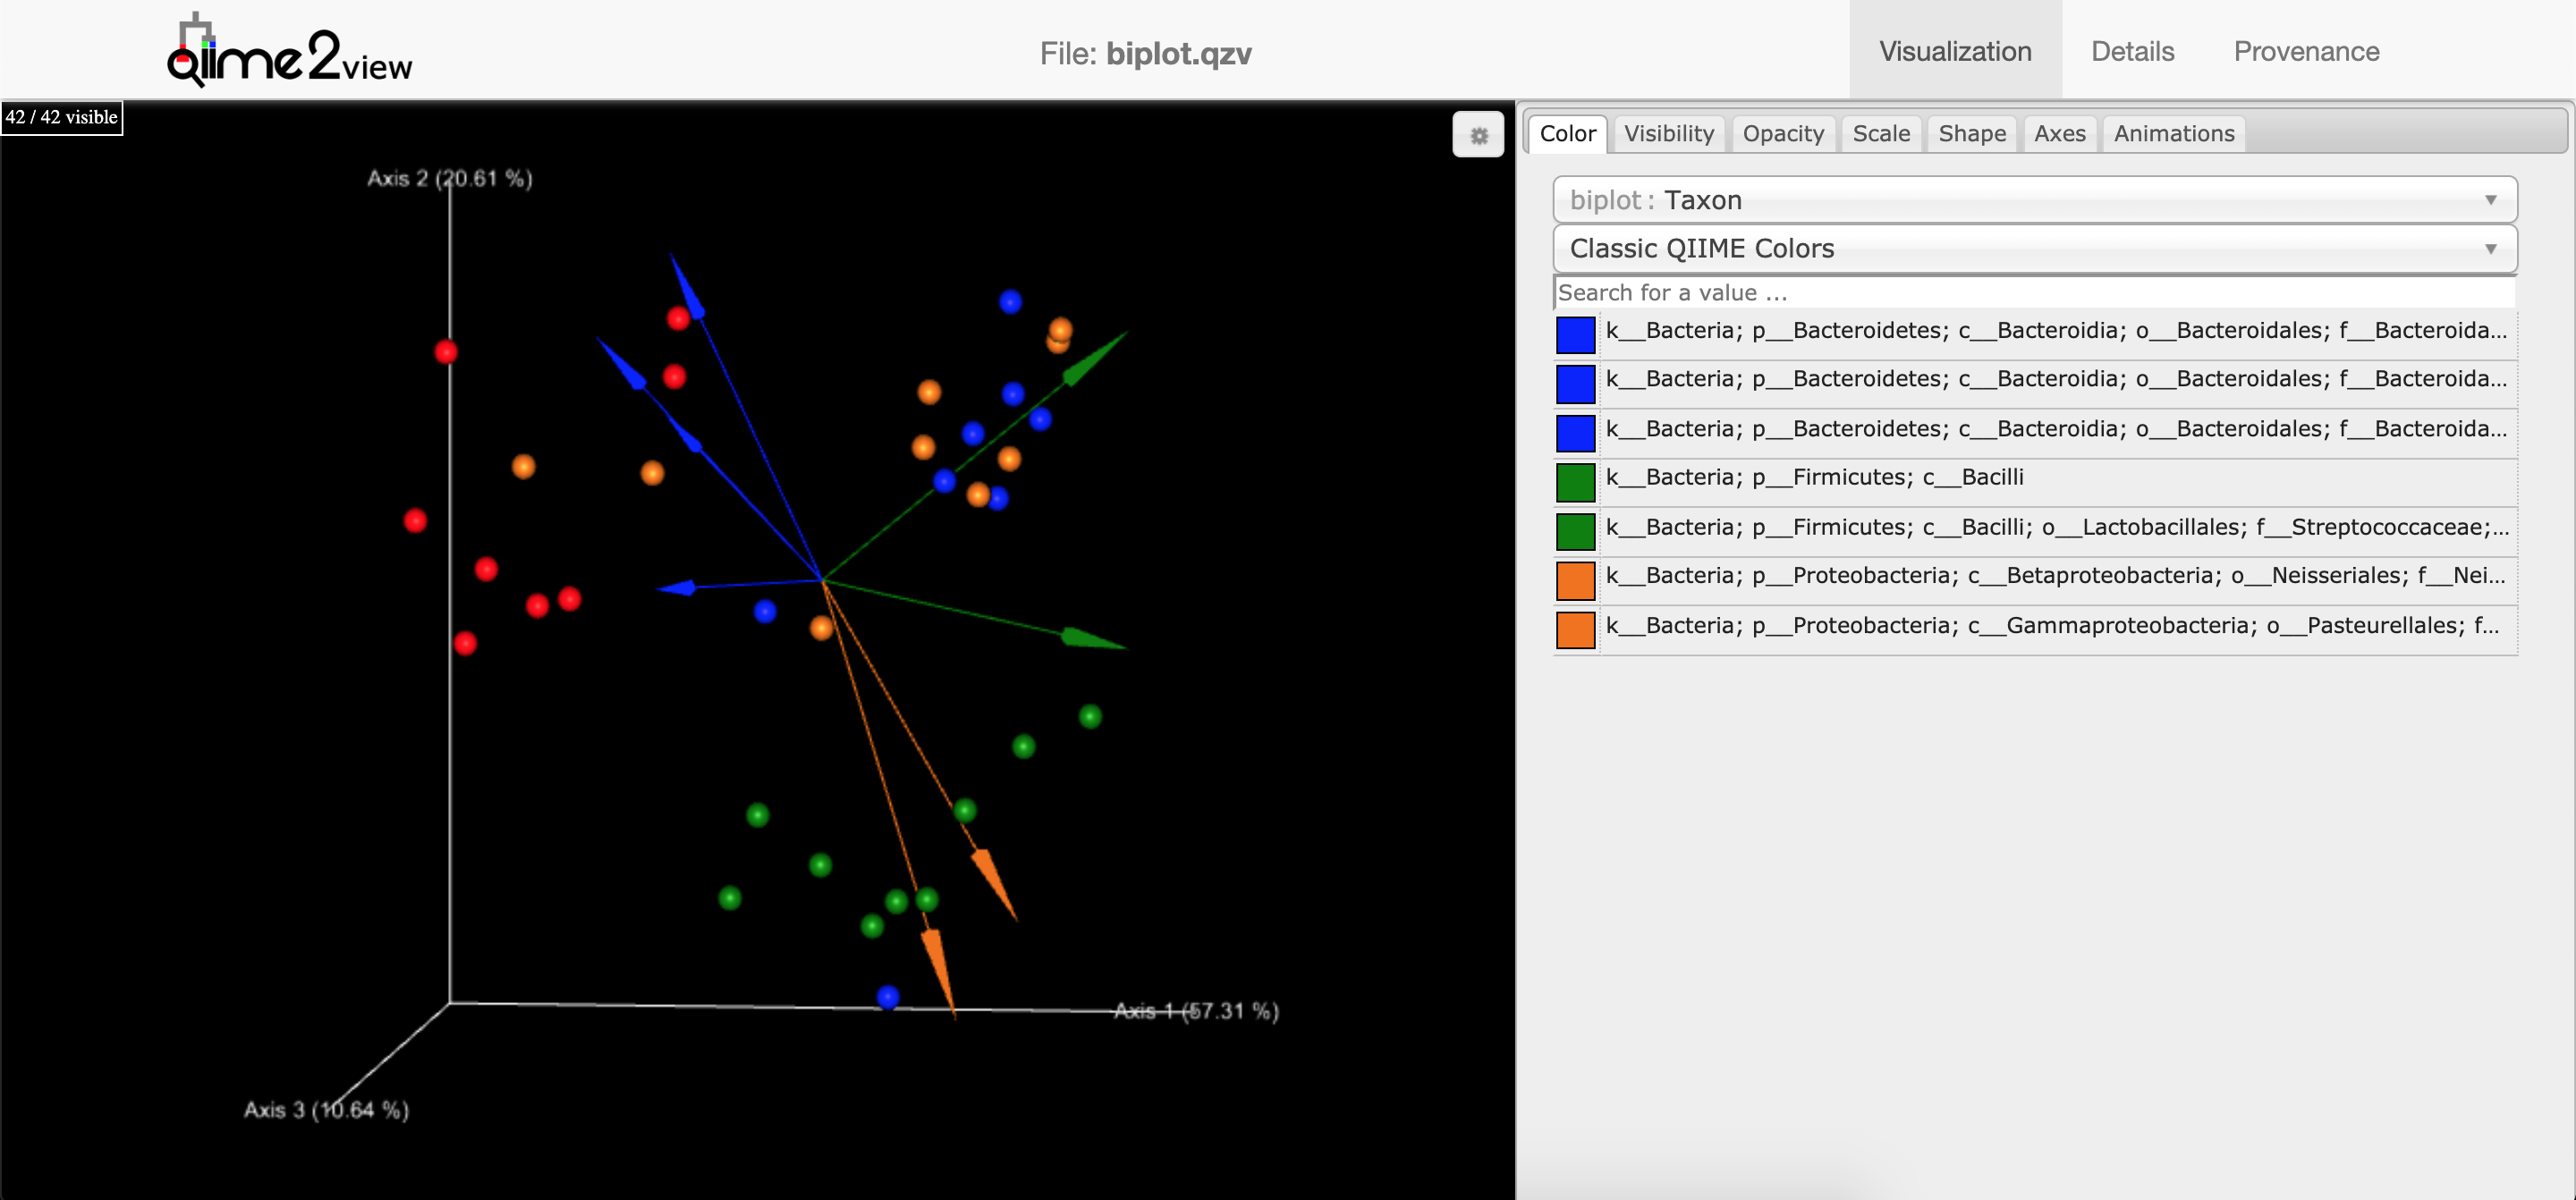 qiime2view
File: biplot.qzv
Visualization Details Provenance
42 / 42 visible
Axis 2 (20.61 %)
Axis 1 (57.31 %)
Axis 3 (10.64 %)
Color Visibility Opacity Scale Shape Axes Animations
biplot: Taxon
Classic QIIME Colors
Search for a value ...
k__Bacteria; p__Bacteroidetes; c__Bacteroidia; o__Bacteroidales; f__Bacteroida...
k__Bacteria; p__Bacteroidetes; c__Bacteroidia; o__Bacteroidales; f__Bacteroida...
k__Bacteria; p__Bacteroidetes; c__Bacteroidia; o__Bacteroidales; f__Bacteroida...
k__Bacteria; p__Firmicutes; c__Bacilli
k__Bacteria; p__Firmicutes; c__Bacilli; o__Lactobacillales; f__Streptococcaceae;...
k__Bacteria; p__Proteobacteria; c__Betaproteobacteria; o__Neisseriales; f__Nei...
k__Bacteria; p__Proteobacteria; c__Gammaproteobacteria; o__Pasteurellales; f...